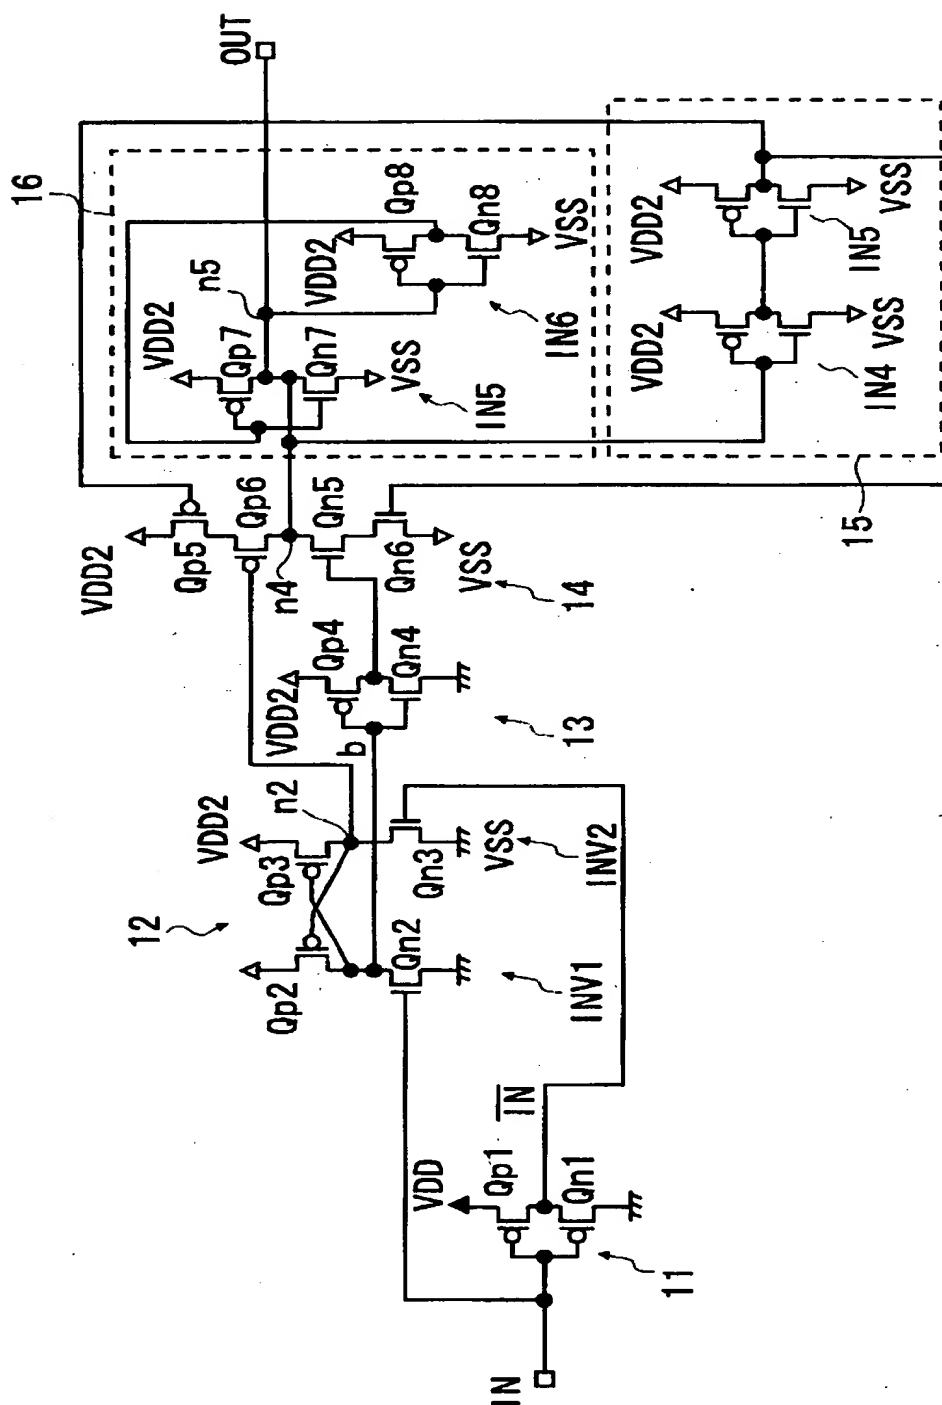 IN
11
VDD
Qp1
Qn1
IN
12
Qp2
Qn2
INV1
VDD2
Qp3
n2
Qn3
VSS
INV2
VDD2
b
Qp4
Qn4
13
VDD2
Qp5
Qp6
n4
Qn5
Qn6
VSS
14
16
VDD2
n5
Qp7
Qn7
VSS
IN5
VDD2
Qp8
Qn8
VSS
IN6
OUT
15
VDD2
VSS
IN4
VDD2
VSS
IN5